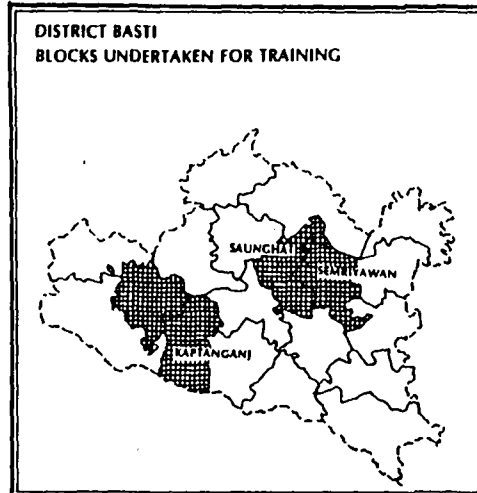 DISTRICT BASTI
BLOCKS UNDERTAKEN FOR TRAINING
SAUNGHAT
SEMRIYAWAN
KAPTANGANJ